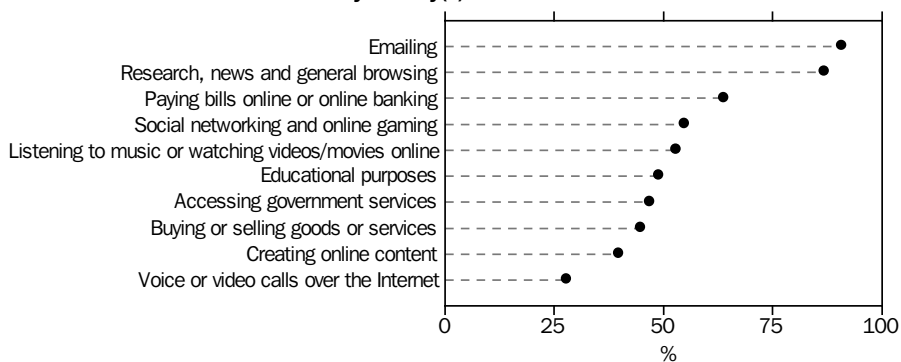 Emailing
Research, news and general browsing
Paying bills online or online banking
Social networking and online gaming
Listening to music or watching videos/movies online
Educational purposes
Accessing government services
Buying or selling goods or services
Creating online content
Voice or video calls over the Internet
0 25 50 75 100
%